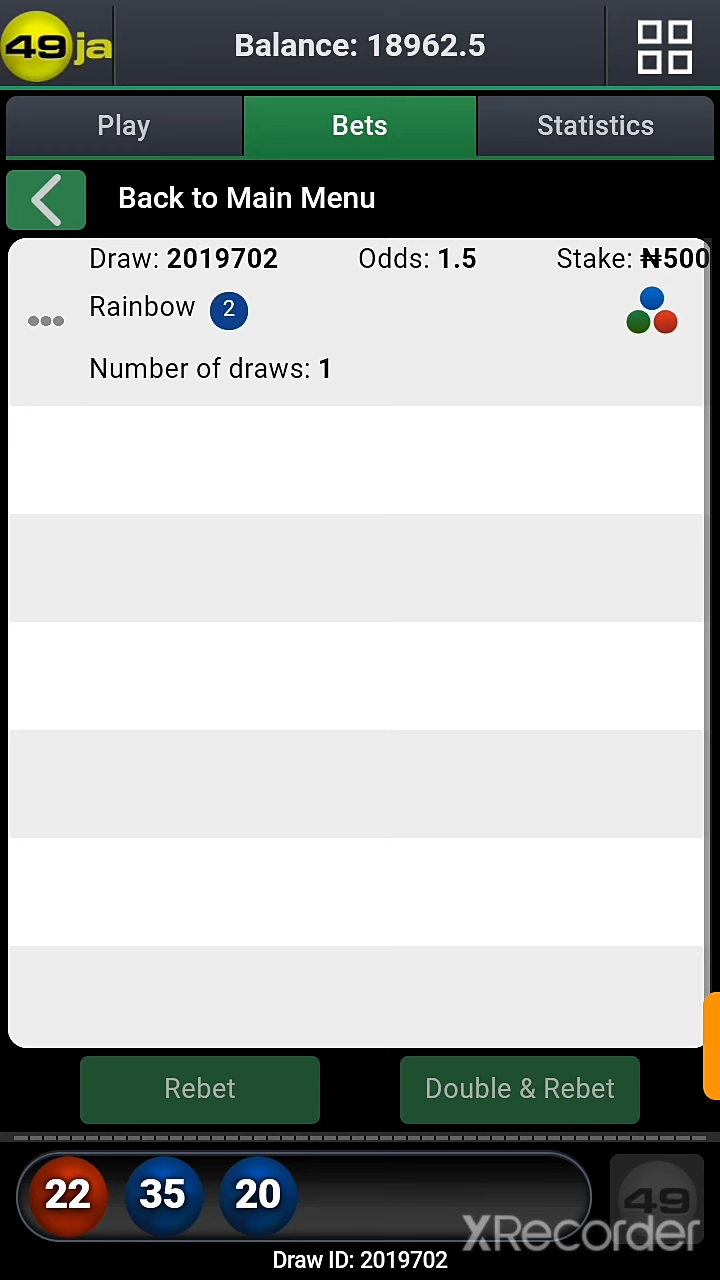 49ja
Balance: 18962.5
Play Bets Statistics
Back to Main Menu
Draw: 2019702 Odds: 1.5 Stake: ₦500
Rainbow 2
Number of draws: 1
Rebet Double & Rebet
22 35 20
49
XRecorder
Draw ID: 2019702